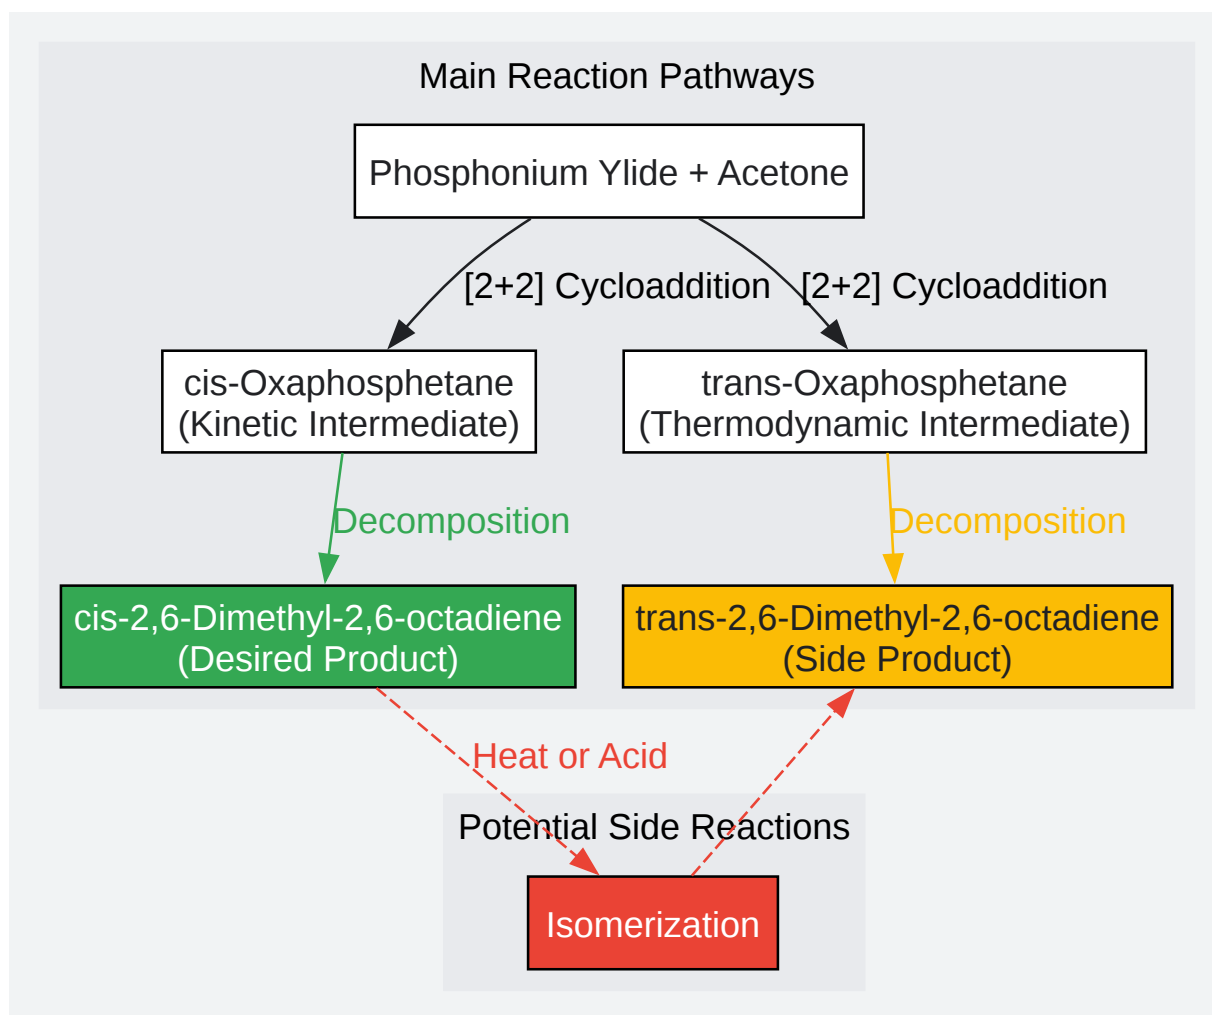 Main Reaction Pathways
Phosphonium Ylide + Acetone
[2+2] Cycloaddition
[2+2] Cycloaddition
cis-Oxaphosphetane
(Kinetic Intermediate)
trans-Oxaphosphetane
(Thermodynamic Intermediate)
Decomposition
Decomposition
cis-2,6-Dimethyl-2,6-octadiene
(Desired Product)
trans-2,6-Dimethyl-2,6-octadiene
(Side Product)
Heat or Acid
Potential Side Reactions
Isomerization